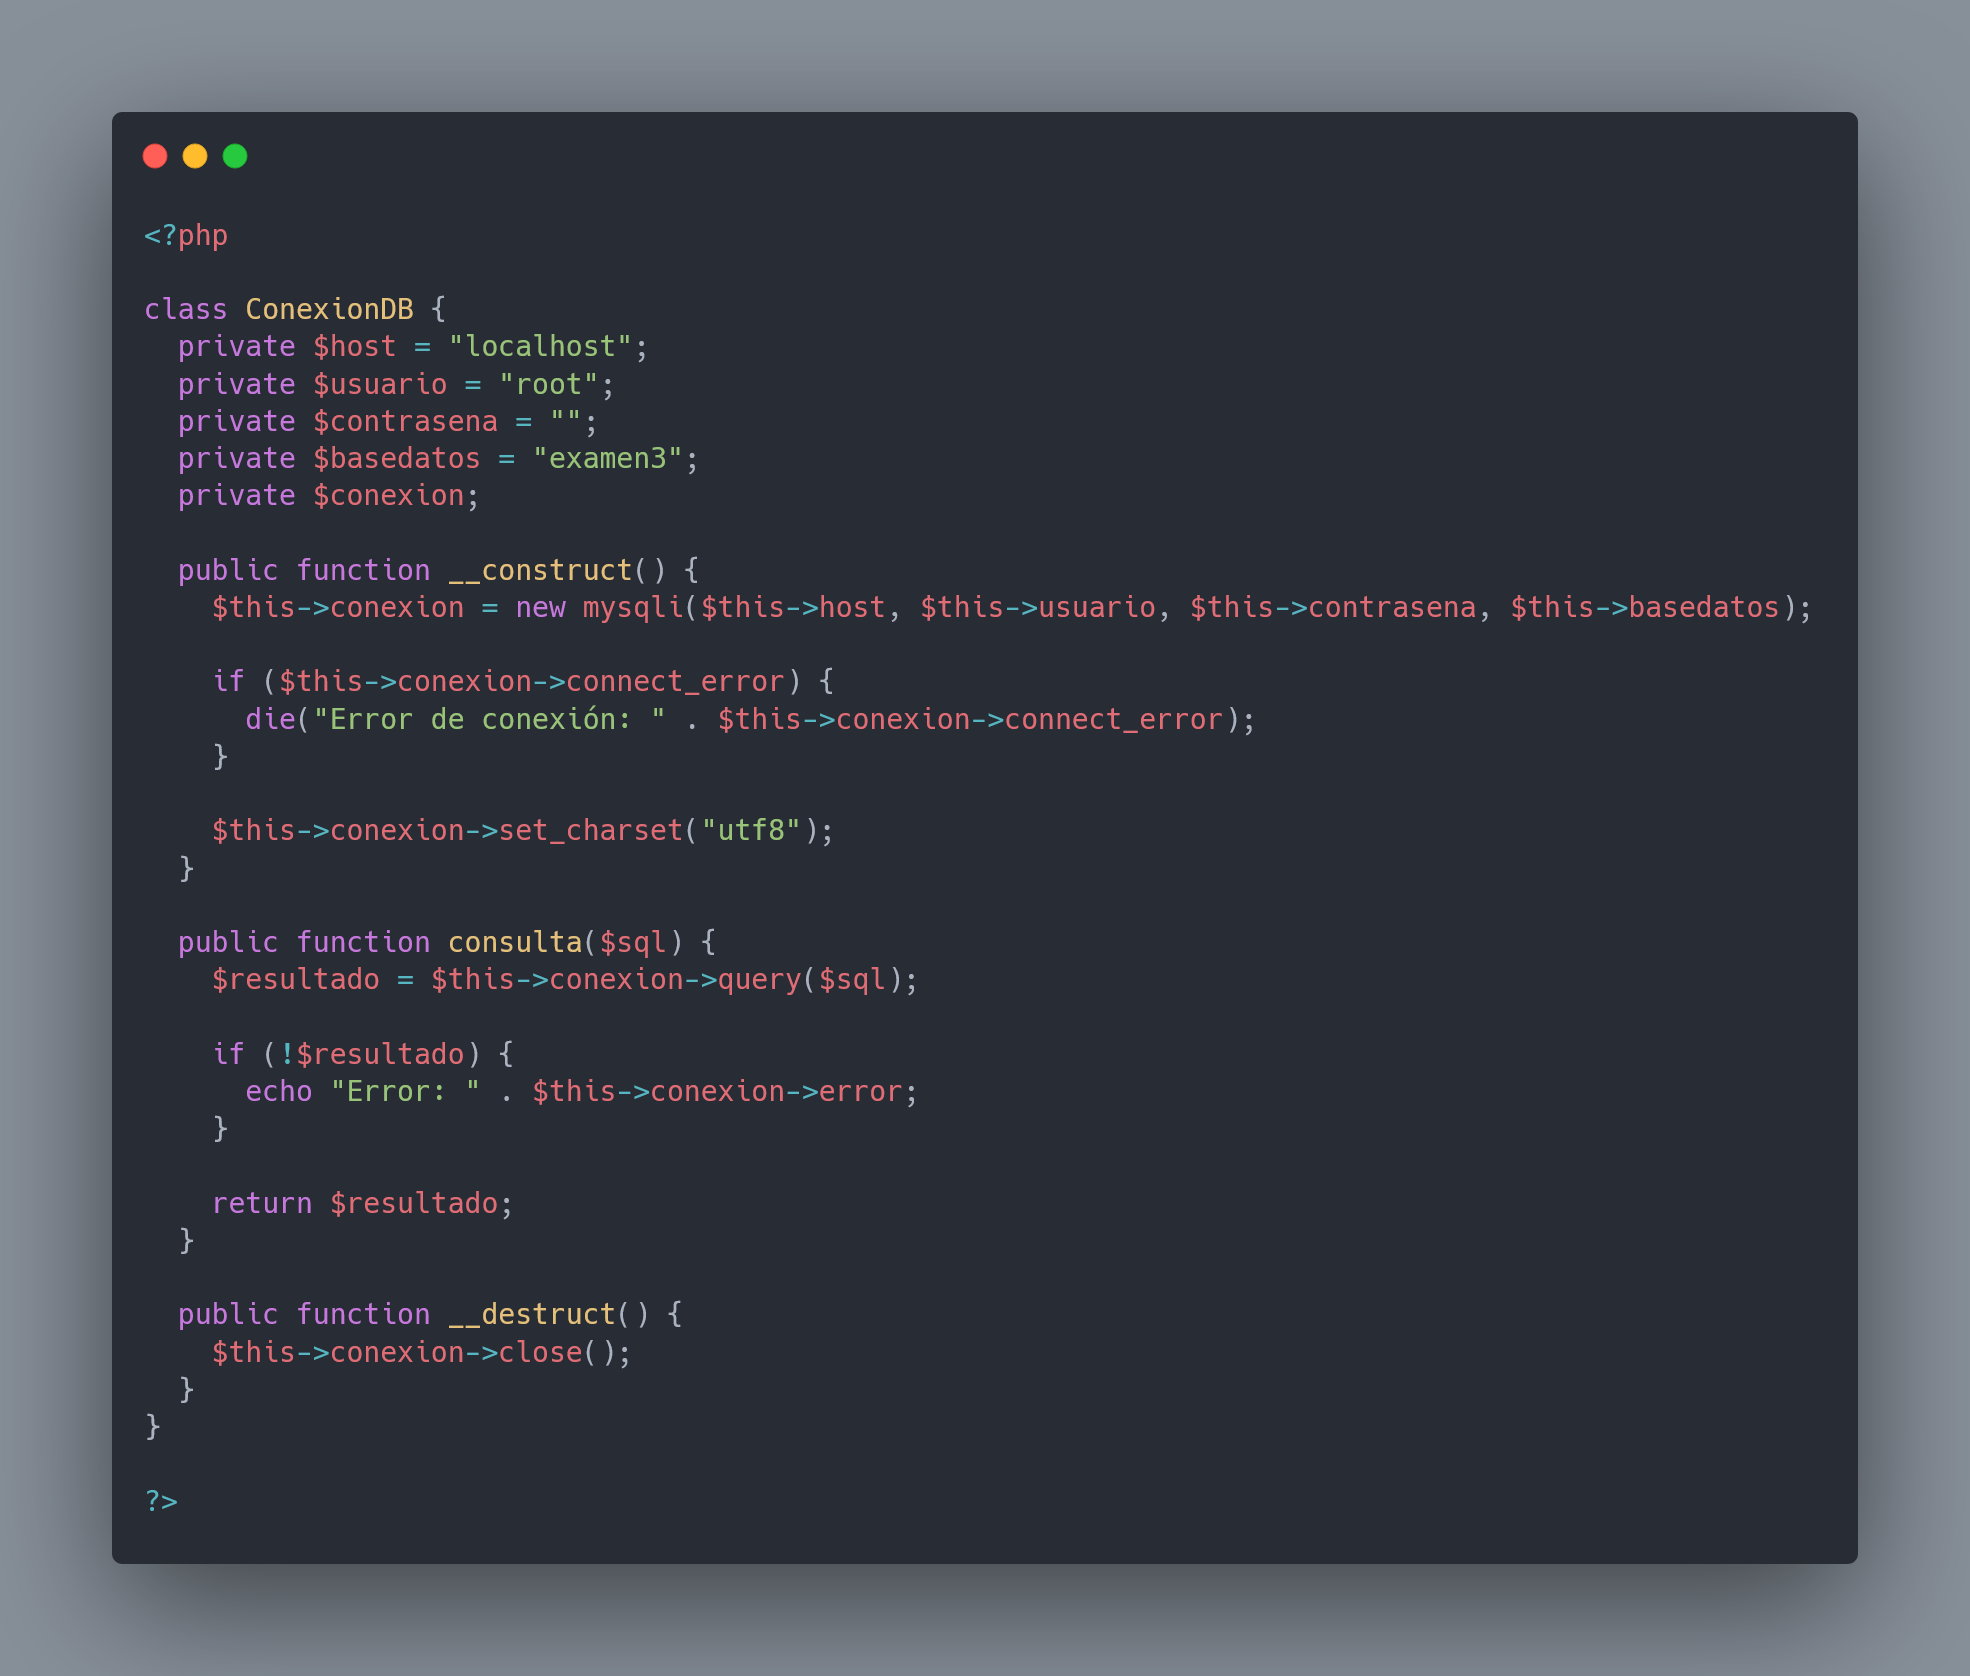 <?php
class ConexionDB {
  private $host = "localhost";
  private $usuario = "root";
  private $contrasena = "";
  private $basedatos = "examen3";
  private $conexion;
  public function __construct() {
    $this->conexion = new mysqli($this->host, $this->usuario, $this->contrasena, $this->basedatos);
    if ($this->conexion->connect_error) {
      die("Error de conexión: " . $this->conexion->connect_error);
    }
    $this->conexion->set_charset("utf8");
  }
  public function consulta($sql) {
    $resultado = $this->conexion->query($sql);
    if (!$resultado) {
      echo "Error: " . $this->conexion->error;
    }
    return $resultado;
  }
  public function __destruct() {
    $this->conexion->close();
  }
}
?>